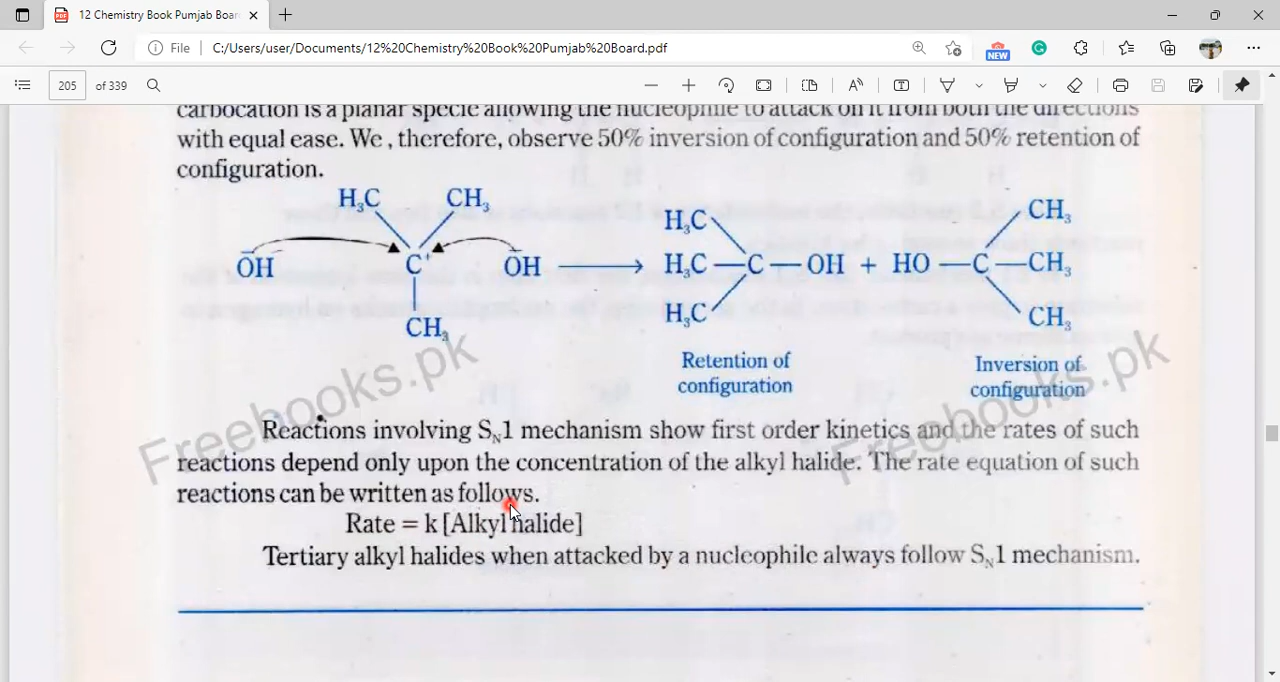 12 Chemistry Book Pumjab Boar
File
C:/Users/user/Documents/12%20Chemistry%20Book%20Pumjab%20Board.pdf
NEW
205 of 339
carbocation is a planar specie allowing the nucleophile to attack on it from both the directions
with equal ease. We , therefore, observe 50% inversion of configuration and 50% retention of
configuration.
H₃C CH₃ H₃C CH₃
ŌH C⁺ ŌH H₃C C OH + HO C CH₃
CH₃ H₃C CH₃
Retention of
configuration
Inversion of
configuration
Freebooks.pk
Freebooks.pk
Reactions involving Sₙ1 mechanism show first order kinetics and the rates of such
reactions depend only upon the concentration of the alkyl halide. The rate equation of such
reactions can be written as follows.
Rate = k [Alkyl halide]
Tertiary alkyl halides when attacked by a nucleophile always follow Sₙ1 mechanism.